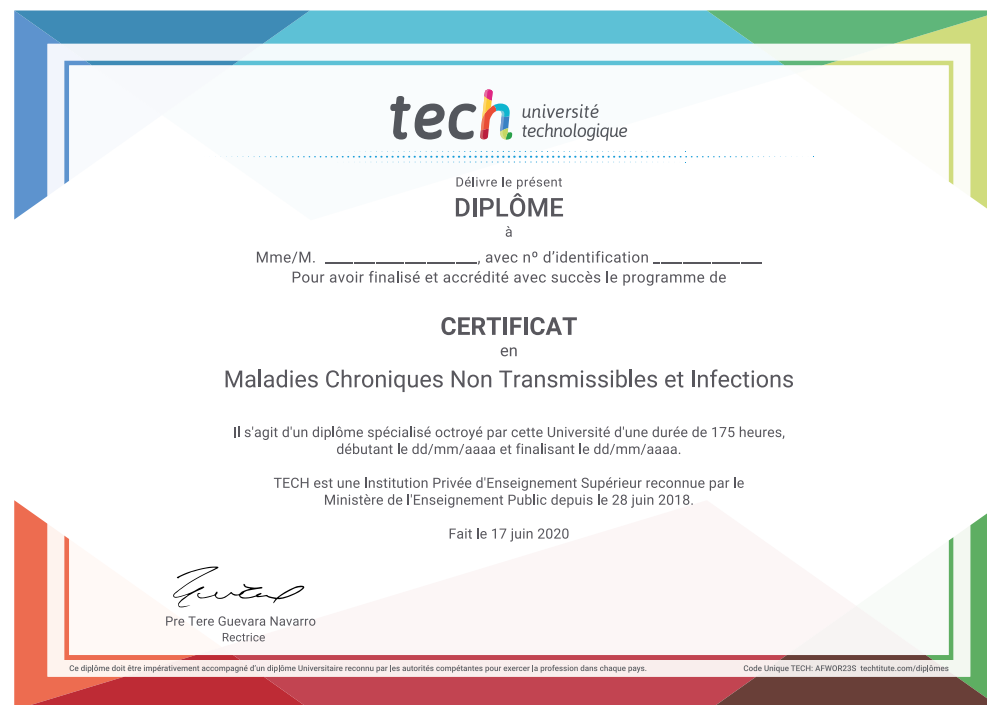 tech université
technologique
Délivre le présent
DIPLÔME
à
Mme/M. ____________________, avec nº d'identification ______________
Pour avoir finalisé et accrédité avec succès le programme de
CERTIFICAT
en
Maladies Chroniques Non Transmissibles et Infections
Il s'agit d'un diplôme spécialisé octroyé par cette Université d'une durée de 175 heures,
débutant le dd/mm/aaaa et finalisant le dd/mm/aaaa.
TECH est une Institution Privée d'Enseignement Supérieur reconnue par le
Ministère de l'Enseignement Public depuis le 28 juin 2018.
Fait le 17 juin 2020
Pre Tere Guevara Navarro
Rectrice
Ce diplôme doit être impérativement accompagné d'un diplôme Universitaire reconnu par les autorités compétantes pour exercer la profession dans chaque pays.
Code Unique TECH: AFWOR23S techtitute.com/diplômes